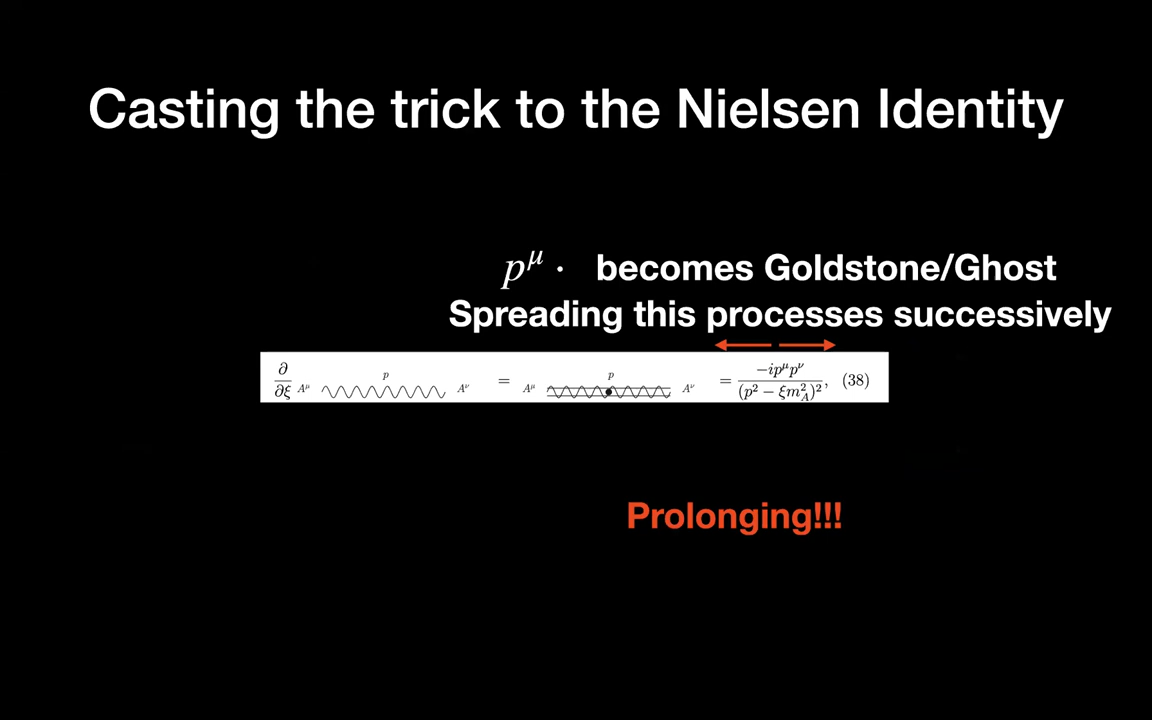 Casting the trick to the Nielsen Identity
p^μ · becomes Goldstone/Ghost
Spreading this processes successively
∂/∂ξ A^μ p A^ν = A^μ p A^ν = −ip^μp^ν/(p² − ξm_A²)², (38)
Prolonging!!!